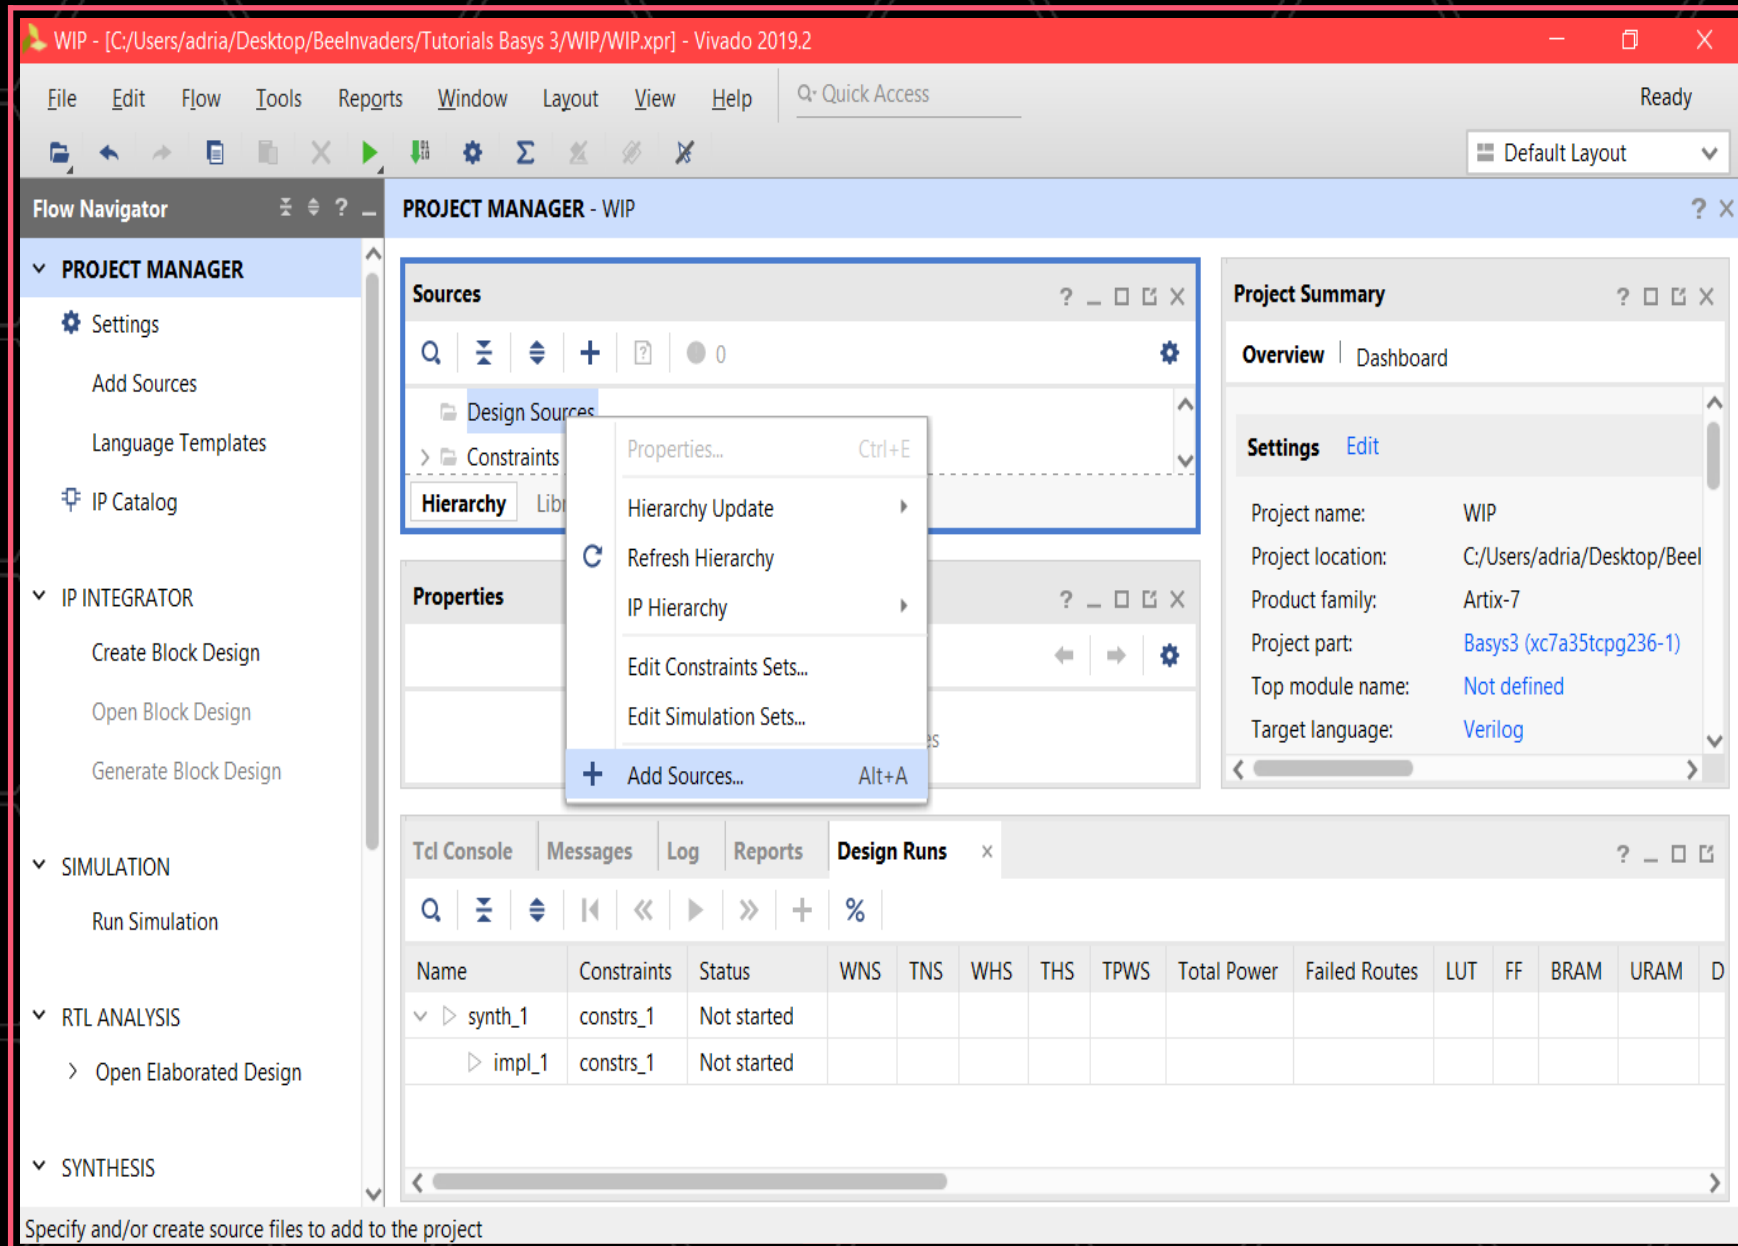 WIP - [C:/Users/adria/Desktop/BeeInvaders/Tutorials Basys 3/WIP/WIP.xpr] - Vivado 2019.2
File Edit Flow Tools Reports Window Layout View Help Quick Access Ready
Default Layout
Flow Navigator
PROJECT MANAGER
Settings
Add Sources
Language Templates
IP Catalog
IP INTEGRATOR
Create Block Design
Open Block Design
Generate Block Design
SIMULATION
Run Simulation
RTL ANALYSIS
Open Elaborated Design
SYNTHESIS
PROJECT MANAGER - WIP
Sources
0
Design Sources
Constraints
Hierarchy
Properties
Properties... Ctrl+E
Hierarchy Update
Refresh Hierarchy
IP Hierarchy
Edit Constraints Sets...
Edit Simulation Sets...
Add Sources... Alt+A
Project Summary
Overview Dashboard
Settings Edit
Project name: WIP
Project location: C:/Users/adria/Desktop/Beel
Product family: Artix-7
Project part: Basys3 (xc7a35tcpg236-1)
Top module name: Not defined
Target language: Verilog
Tcl Console Messages Log Reports Design Runs
%
Name Constraints Status WNS TNS WHS THS TPWS Total Power Failed Routes LUT FF BRAM URAM D
synth_1 constrs_1 Not started
impl_1 constrs_1 Not started
Specify and/or create source files to add to the project